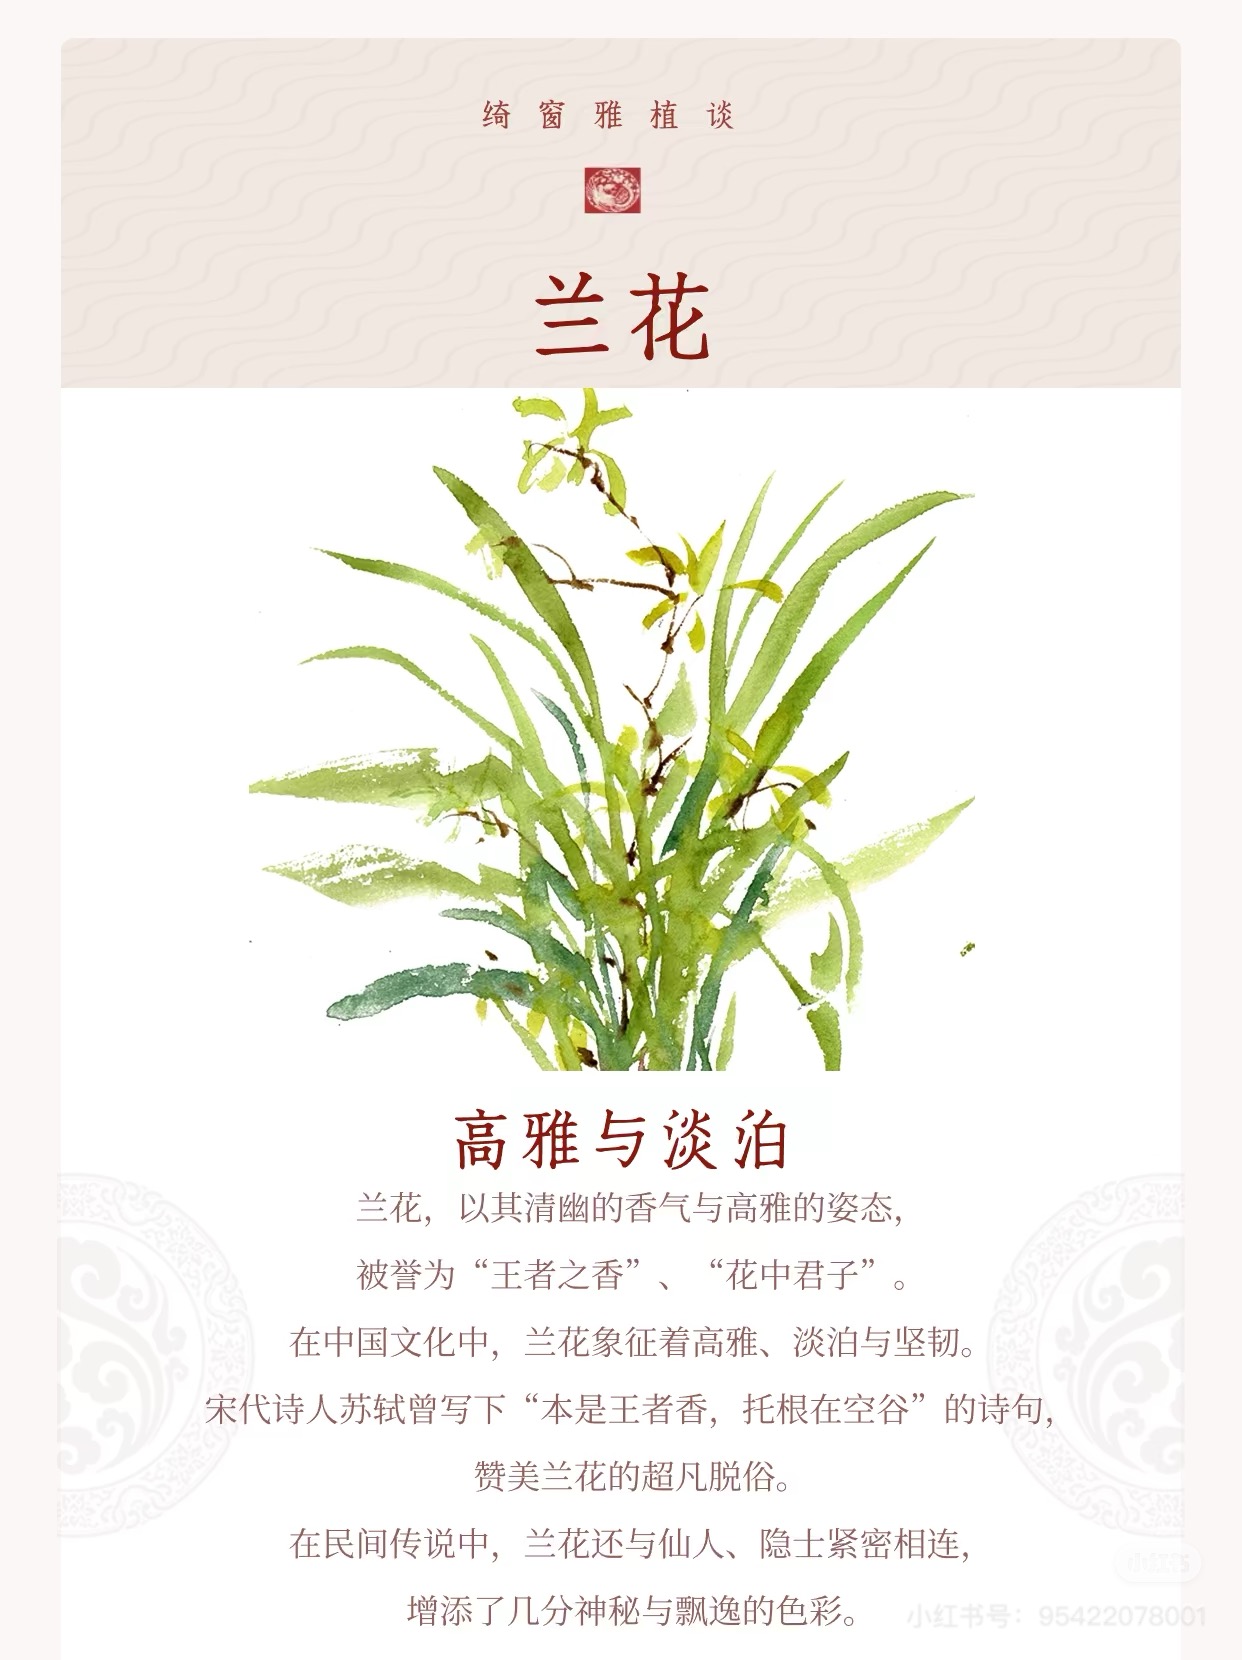 绮窗雅植谈
兰花
高雅与淡泊
兰花，以其清幽的香气与高雅的姿态，
被誉为“王者之香”、“花中君子”。
在中国文化中，兰花象征着高雅、淡泊与坚韧。
宋代诗人苏轼曾写下“本是王者香，托根在空谷”的诗句，
赞美兰花的超凡脱俗。
在民间传说中，兰花还与仙人、隐士紧密相连，
增添了几分神秘与飘逸的色彩。
小红书
小红书号：95422078001